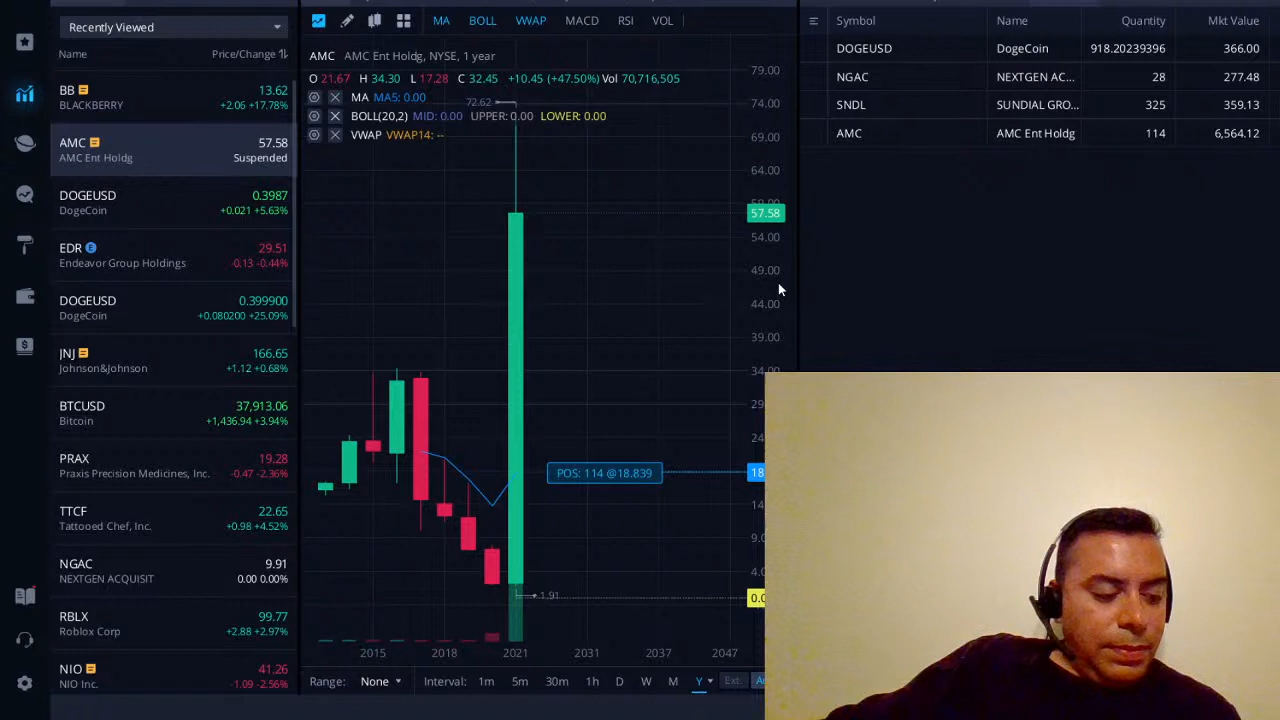 Recently Viewed
Name Price/Change
BB 13.62
BLACKBERRY +2.06 +17.78%
AMC 57.58
AMC Ent Holdg Suspended
DOGEUSD 0.3987
DogeCoin +0.021 +5.63%
EDR E 29.51
Endeavor Group Holdings -0.13 -0.44%
DOGEUSD 0.399900
DogeCoin +0.080200 +25.09%
JNJ 166.65
Johnson&Johnson +1.12 +0.68%
BTCUSD 37,913.06
Bitcoin +1,436.94 +3.94%
PRAX 19.28
Praxis Precision Medicines, Inc. -0.47 -2.36%
TTCF 22.65
Tattooed Chef, Inc. +0.98 +4.52%
NGAC 9.91
NEXTGEN ACQUISIT 0.00 0.00%
RBLX 99.77
Roblox Corp +2.88 +2.97%
NIO 41.26
NIO Inc. -1.09 -2.56%
MA BOLL VWAP MACD RSI VOL
AMC AMC Ent Holdg, NYSE, 1 year
O 21.67 H 34.30 L 17.28 C 32.45 +10.45 (+47.50%) Vol 70,716,505
MA MA5: 0.00
BOLL(20,2) MID: 0.00 UPPER: 0.00 LOWER: 0.00
VWAP VWAP14: --
72.62
79.00
74.00
69.00
64.00
57.58
54.00
49.00
44.00
39.00
34.00
29
24
POS: 114 @18.839
18
14
9.0
4.0
1.91
0.0
2015 2018 2021 2031 2037 2047
Range: None Interval: 1m 5m 30m 1h D W M Y Ext.
Symbol Name Quantity Mkt Value
DOGEUSD DogeCoin 918.20239396 366.00
NGAC NEXTGEN AC... 28 277.48
SNDL SUNDIAL GRO... 325 359.13
AMC AMC Ent Holdg 114 6,564.12